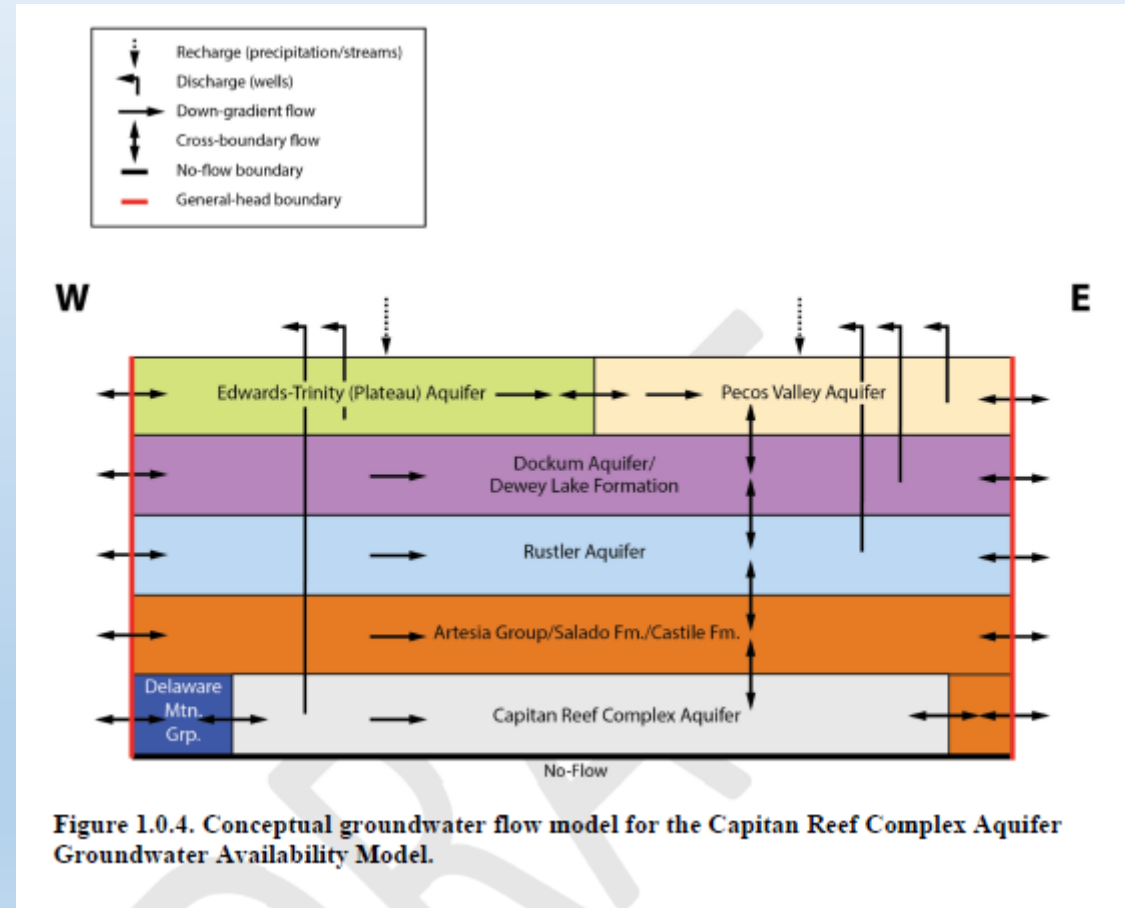 Recharge (precipitation/streams)
Discharge (wells)
Down-gradient flow
Cross-boundary flow
No-flow boundary
General-head boundary
W
E
Edwards-Trinity (Plateau) Aquifer
Pecos Valley Aquifer
Dockum Aquifer/
Dewey Lake Formation
Rustler Aquifer
Artesia Group/Salado Fm./Castile Fm.
Delaware
Mtn.
Grp.
Capitan Reef Complex Aquifer
No-Flow
Figure 1.0.4. Conceptual groundwater flow model for the Capitan Reef Complex Aquifer
Groundwater Availability Model.